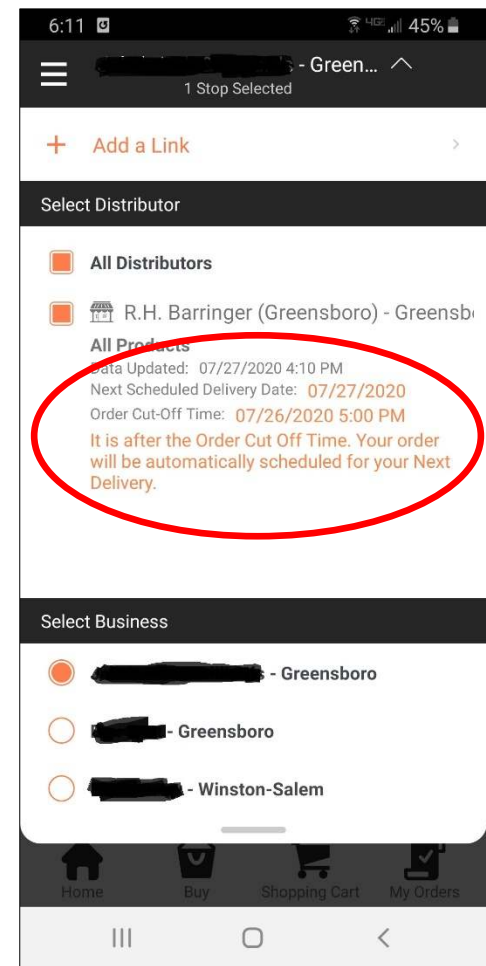 6:11 4GE 45%
- Green...
1 Stop Selected
+ Add a Link
Select Distributor
All Distributors
R.H. Barringer (Greensboro) - Greensb
All Products
Data Updated: 07/27/2020 4:10 PM
Next Scheduled Delivery Date: 07/27/2020
Order Cut-Off Time: 07/26/2020 5:00 PM
It is after the Order Cut Off Time. Your order
will be automatically scheduled for your Next
Delivery.
Select Business
- Greensboro
- Greensboro
- Winston-Salem
Home Buy Shopping Cart My Orders